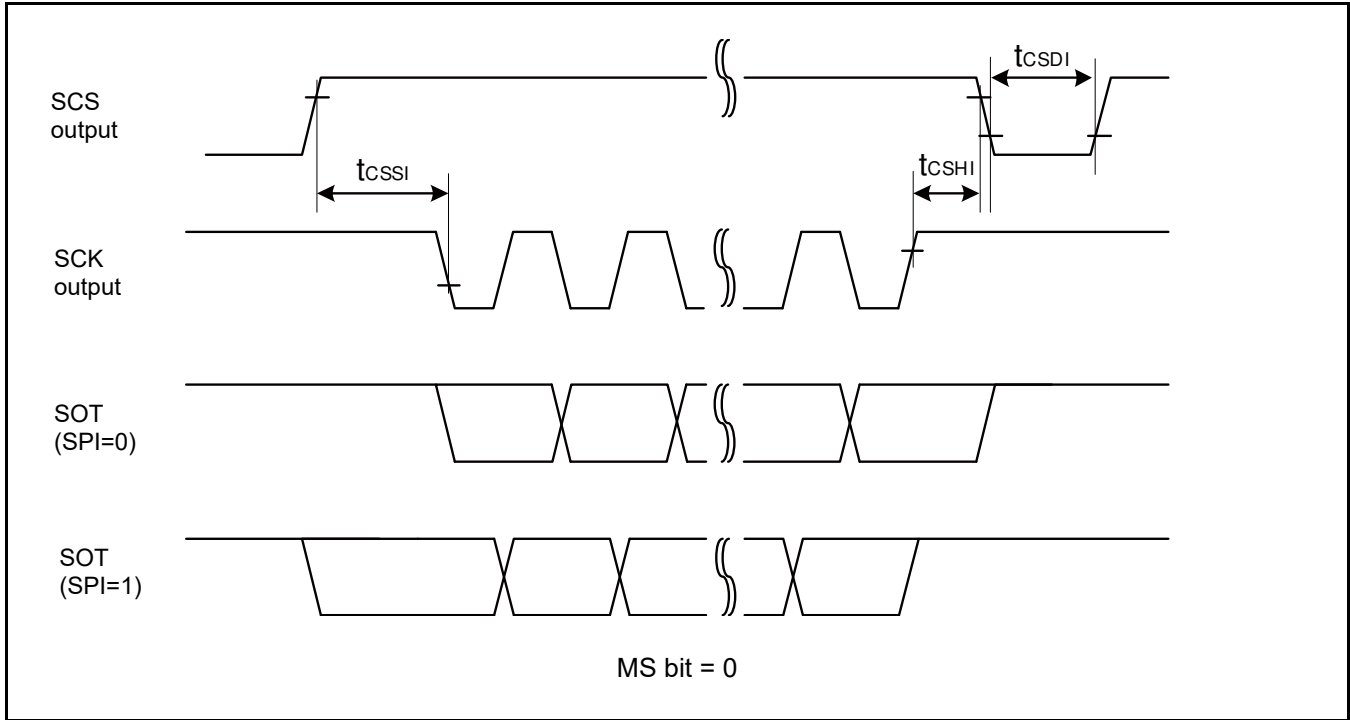 tCSDI
SCS
output
tCSSI
tCSHI
SCK
output
SOT
(SPI=0)
SOT
(SPI=1)
MS bit = 0